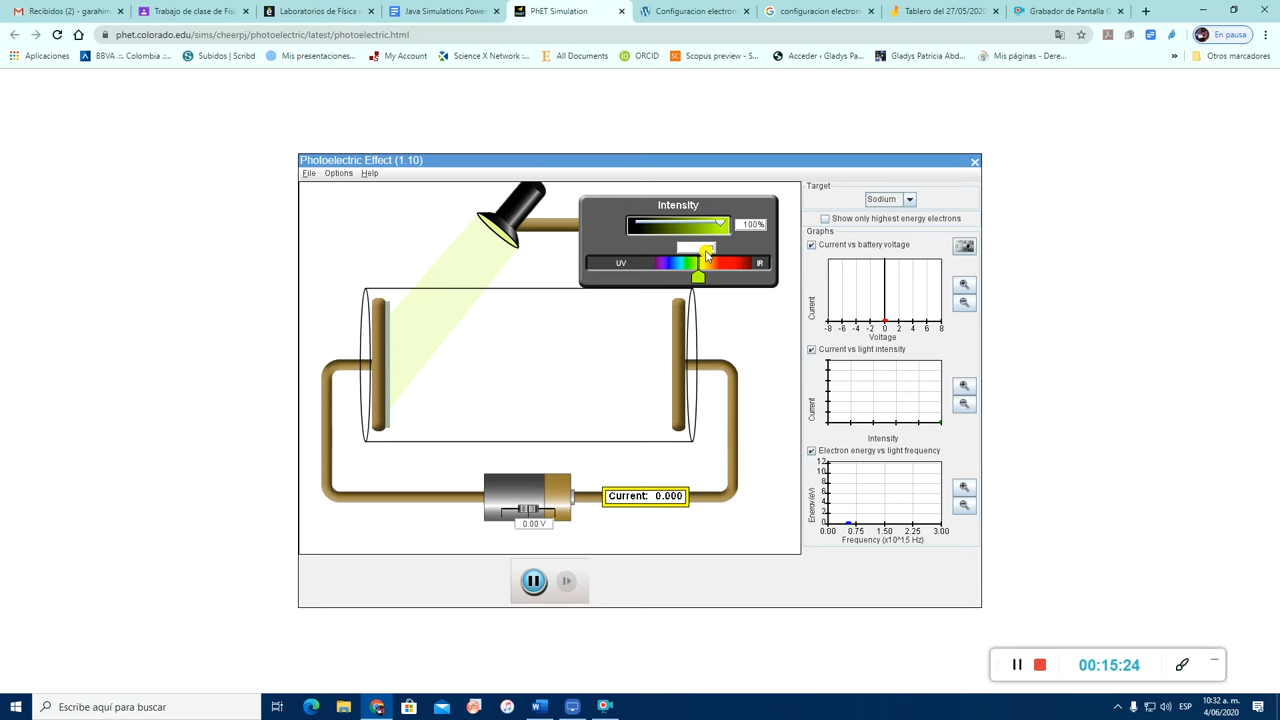 Recibidos (2) - garahim
Trabajo de clase de Fís
Laboratorios de Física
Java Simulations Power
PhET Simulation
Configuracion electron
configuracion electroni
Tablero del 27/05/2020
Grabador de Pantalla O
phet.colorado.edu/sims/cheerpj/photoelectric/latest/photoelectric.html
En pausa
Aplicaciones
BBVA .:. Colombia .:...
Subidos | Scribd
Mis presentaciones...
My Account
Science X Network:...
All Documents
ORCID
Scopus preview - S...
Acceder ‹ Gladys Pa...
Gladys Patricia Abd...
Mis páginas - Dere...
»
Otros marcadores
Photoelectric Effect (1.10)
File Options Help
Intensity
100%
UV
IR
Current: 0.000
0.00 V
Target
Sodium
Show only highest energy electrons
Graphs
Current vs battery voltage
Current
-8 -6 -4 -2 0 2 4 6 8
Voltage
Current vs light intensity
Current
Intensity
Electron energy vs light frequency
Energy (eV)
12
10
8
6
4
2
0
0.00 0.75 1.50 2.25 3.00
Frequency (x10^15 Hz)
00:15:24
Escribe aquí para buscar
ESP
10:32 a. m.
4/06/2020